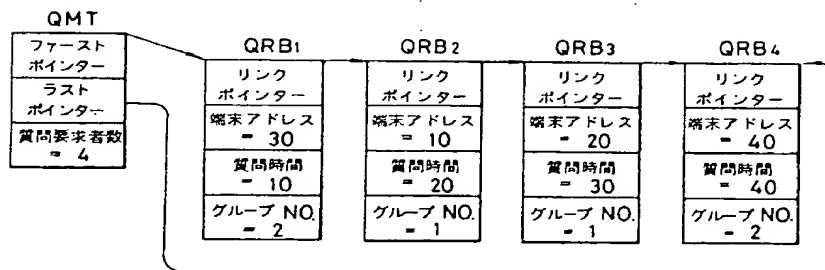 QMT
ファースト
ポインター
ラスト
ポインター
質問要求者数
= 4
QRB1
リンク
ポインター
端末アドレス
= 30
質問時間
= 10
グループ NO.
= 2
QRB2
リンク
ポインター
端末アドレス
= 10
質問時間
= 20
グループ NO.
= 1
QRB3
リンク
ポインター
端末アドレス
= 20
質問時間
= 30
グループ NO.
= 1
QRB4
リンク
ポインター
端末アドレス
= 40
質問時間
= 40
グループ NO.
= 2